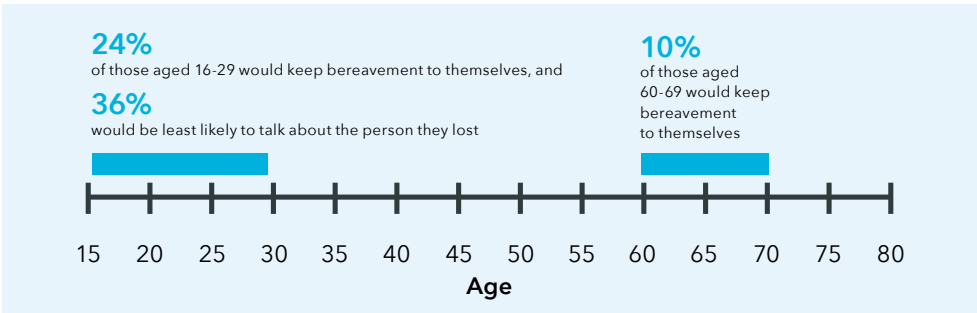 24%
of those aged 16-29 would keep bereavement to themselves, and
36%
would be least likely to talk about the person they lost
10%
of those aged
60-69 would keep
bereavement
to themselves
15 20 25 30 35 40 45 50 55 60 65 70 75 80
Age